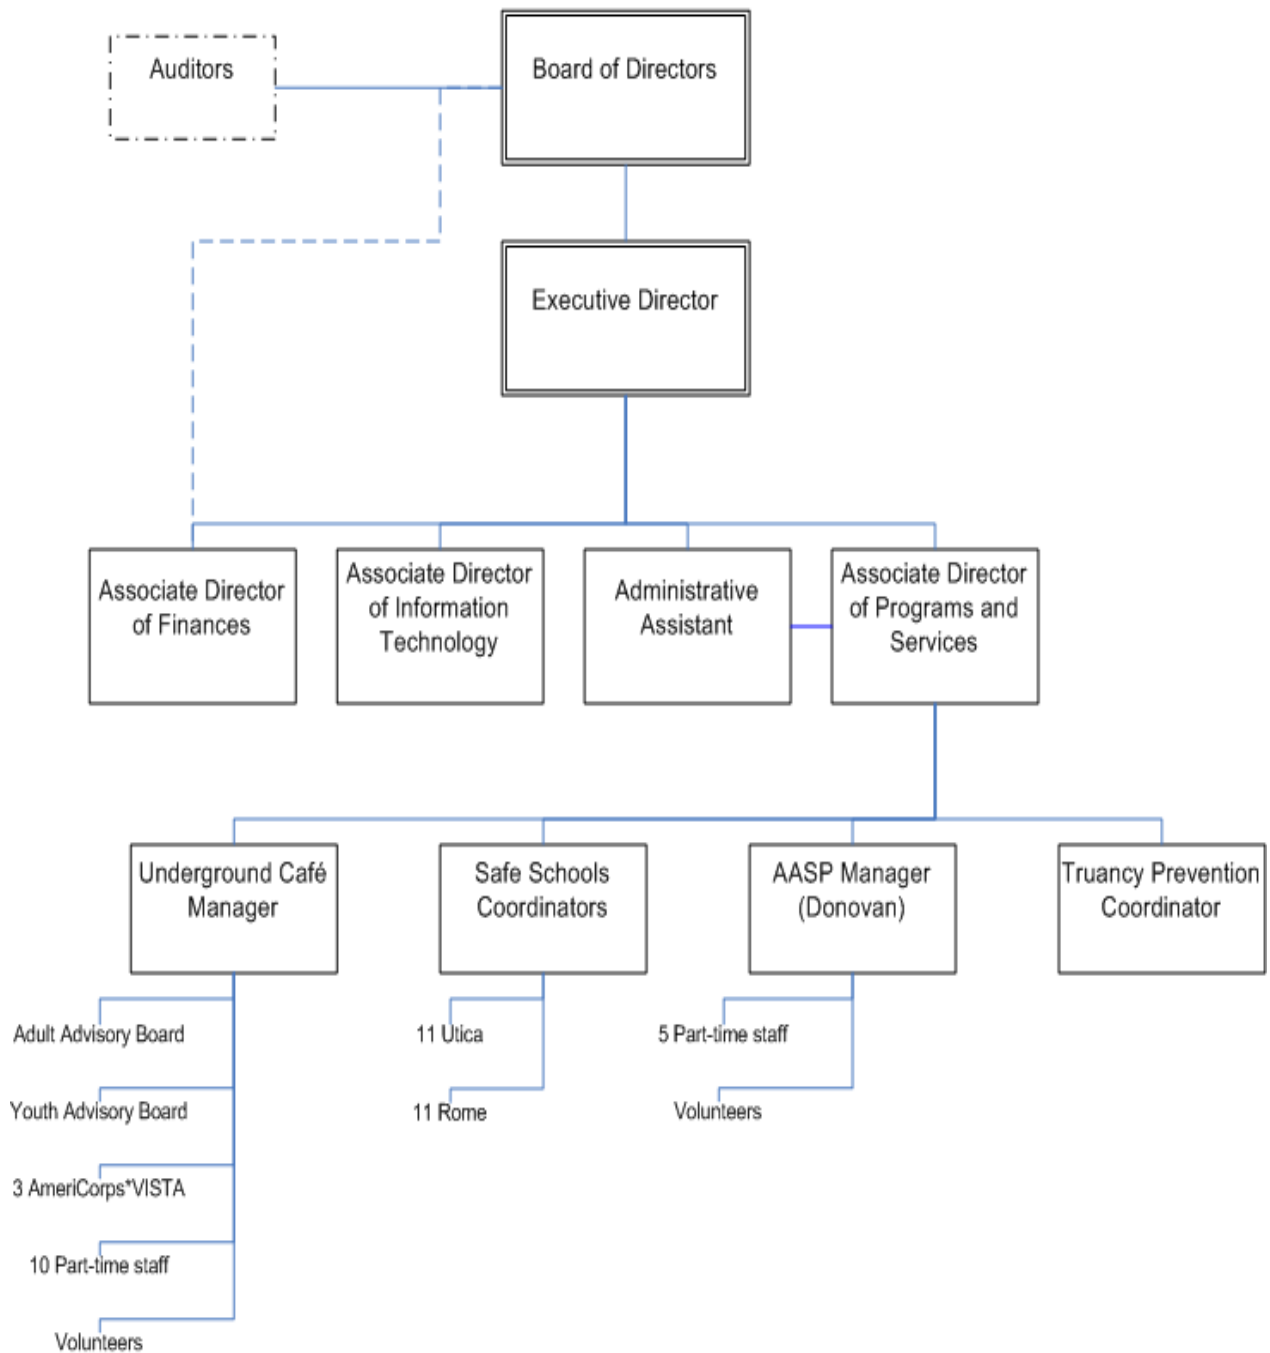 Auditors
Board of Directors
Executive Director
Associate Director
of Finances
Associate Director
of Information
Technology
Administrative
Assistant
Associate Director
of Programs and
Services
Underground Café
Manager
Safe Schools
Coordinators
AASP Manager
(Donovan)
Truancy Prevention
Coordinator
Adult Advisory Board
Youth Advisory Board
3 AmeriCorps*VISTA
10 Part-time staff
Volunteers
11 Utica
11 Rome
5 Part-time staff
Volunteers